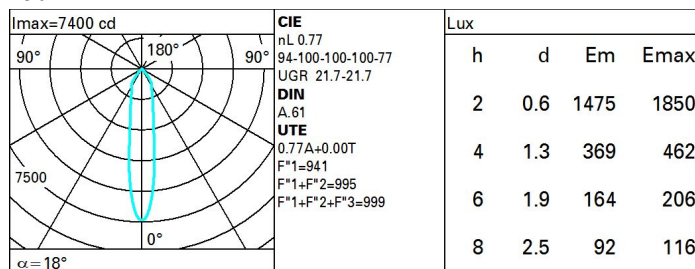 Imax=7400 cd
90° 180° 90°
7500
0°
α=18°
CIE
nL 0.77
94-100-100-100-77
UGR 21.7-21.7
DIN
A.61
UTE
0.77A+0.00T
F"1=941
F"1+F"2=995
F"1+F"2+F"3=999
Lux
h d Em Emax
2 0.6 1475 1850
4 1.3 369 462
6 1.9 164 206
8 2.5 92 116